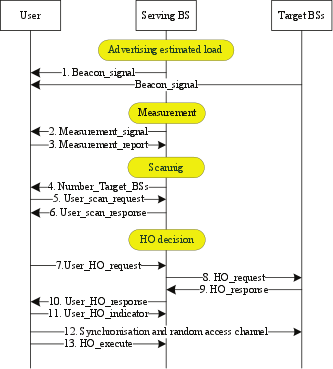 User Serving BS Target BSs
Advertising estimated load
1. Beacon_signal
Beacon_signal
Measurement
2. Measurement_signal
3. Measurement_report
Scannig
4. Number_Target_BSs
5. User_scan_request
6. User_scan_response
HO decision
7.User_HO_request
8. HO_request
9. HO_response
10. User_HO_response
11. User_HO_indicator
12. Synchronisation and random access channel
13. HO_execute